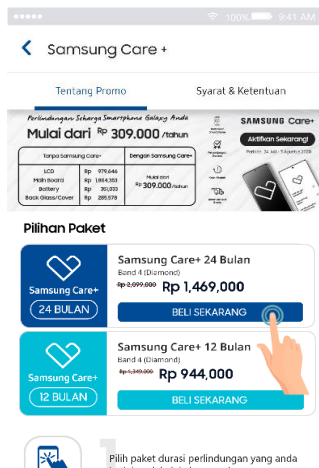 100% 9:41 AM
Samsung Care +
Tentang Promo
Syarat & Ketentuan
Perlindungan Seharga Smartphone Galaxy Anda
Mulai dari Rp 309.000 /tahun
Tanpa Samsung Care+
Dengan Samsung Care+
LCD Rp 979,646
Main Board Rp 1,864,353
Battery Rp 351,033
Back Glass/Cover Rp 285,578
Mulai dari
Rp 309.000 /tahun
SAMSUNG Care+
Aktifkan Sekarang!
Pilihan Paket
Samsung Care+
24 BULAN
Samsung Care+ 24 Bulan
Band 4 (Diamond)
Rp 2,099,000 Rp 1,469,000
BELI SEKARANG
Samsung Care+
12 BULAN
Samsung Care+ 12 Bulan
Band 4 (Diamond)
Rp 1,349,000 Rp 944,000
BELI SEKARANG
1
Pilih paket durasi perlindungan yang anda